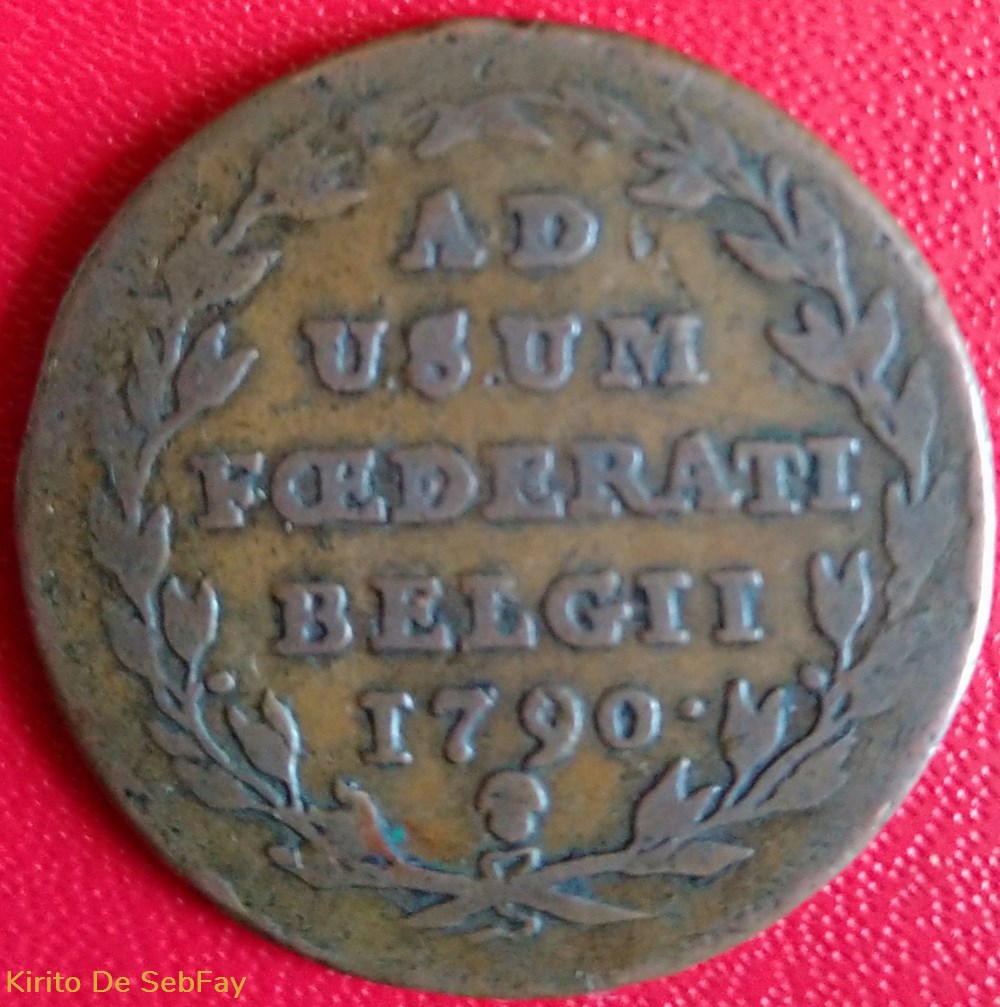 AD
USUM
FŒDERATI
BELGII
1790·
Kirito De SebFay